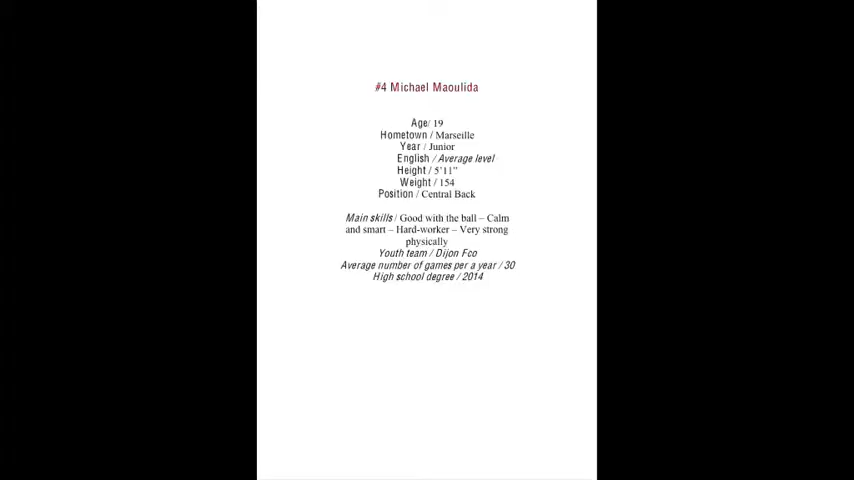 #4 Michael Maoulida
Age/ 19
Hometown / Marseille
Year / Junior
English / Average level
Height / 5'11"
Weight / 154
Position / Central Back
Main skills / Good with the ball – Calm
and smart – Hard-worker – Very strong
physically
Youth team / Dijon Fco
Average number of games per a year / 30
High school degree / 2014